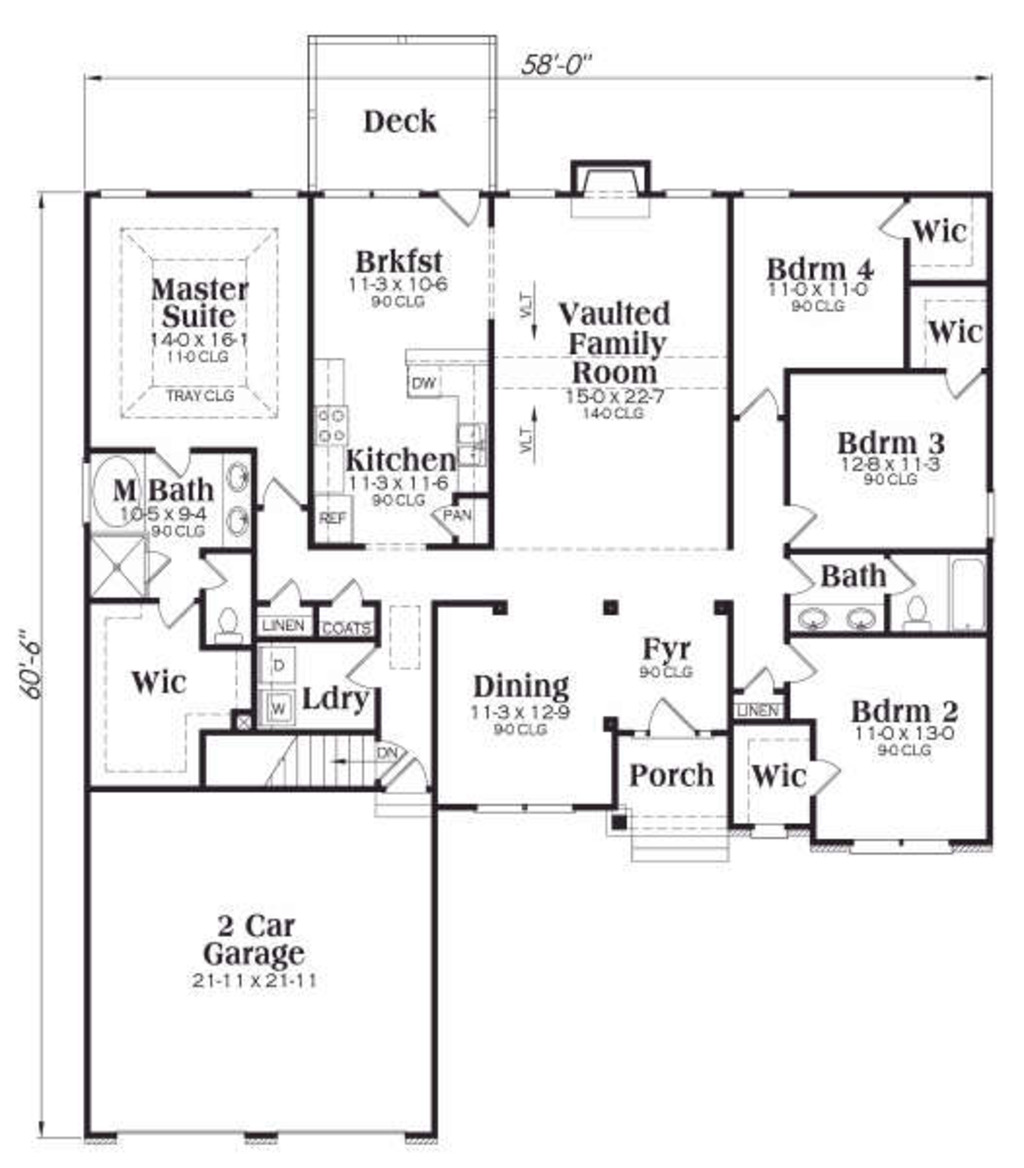 58'-0"
Deck
Wic
Brkfst
11-3 x 10-6
9-0 CLG
Bdrm 4
11-0 x 11-0
9-0 CLG
Master
Suite
14-0 x 16-1
11-0 CLG
TRAY CLG
VLT
Vaulted
Family
Room
15-0 x 22-7
14-0 CLG
VLT
Wic
DW
Bdrm 3
12-8 x 11-3
9-0 CLG
Kitchen
11-3 x 11-6
9-0 CLG
M Bath
10-5 x 9-4
9-0 CLG
REF
PAN
Bath
LINEN
COATS
60'-6"
Wic
D
W
Ldry
Dining
11-3 x 12-9
9-0 CLG
Fyr
9-0 CLG
LINEN
Bdrm 2
11-0 x 13-0
9-0 CLG
DN
Porch
Wic
2 Car
Garage
21-11 x 21-11